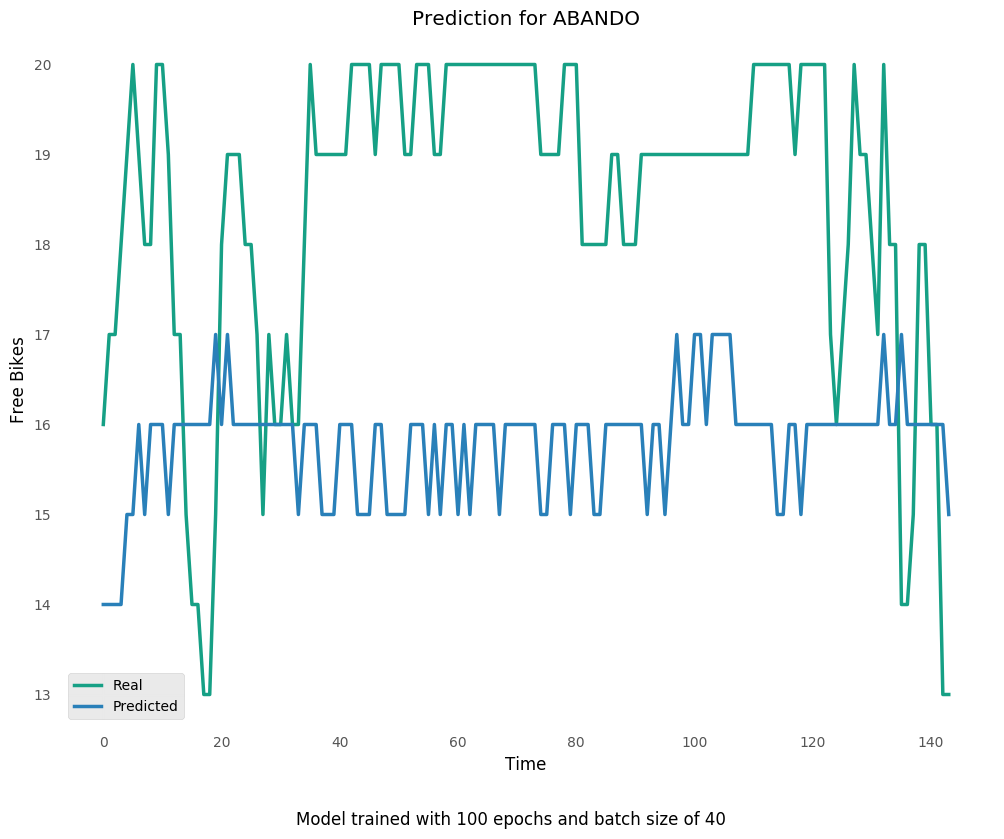 Prediction for ABANDO
20
19
18
17
16
15
14
13
Free Bikes
Real
Predicted
0 20 40 60 80 100 120 140
Time
Model trained with 100 epochs and batch size of 40